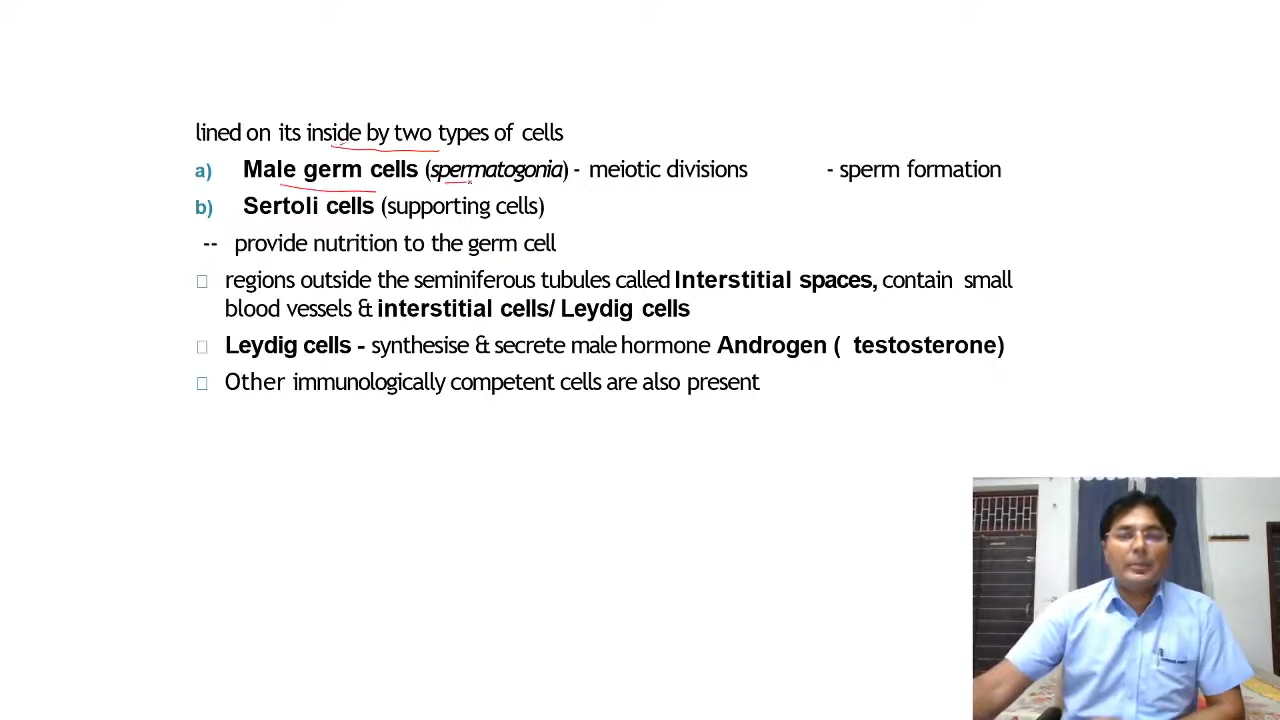 lined on its inside by two types of cells
a) Male germ cells (spermatogonia) - meiotic divisions - sperm formation
b) Sertoli cells (supporting cells)
-- provide nutrition to the germ cell
regions outside the seminiferous tubules called Interstitial spaces, contain small
blood vessels & interstitial cells/ Leydig cells
Leydig cells - synthesise & secrete male hormone Androgen ( testosterone)
Other immunologically competent cells are also present